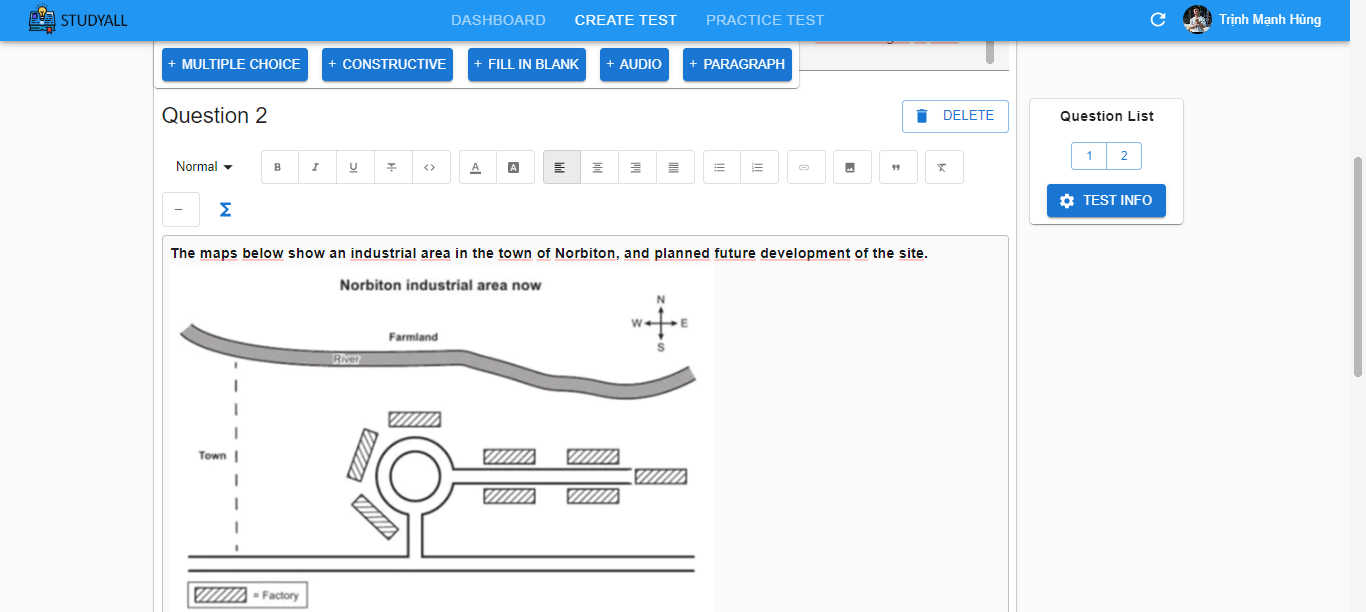 STUDYALL
DASHBOARD CREATE TEST PRACTICE TEST
Trịnh Mạnh Hùng
+ MULTIPLE CHOICE + CONSTRUCTIVE + FILL IN BLANK + AUDIO + PARAGRAPH
Question 2
DELETE
Question List
1 2
TEST INFO
Normal
The maps below show an industrial area in the town of Norbiton, and planned future development of the site.
Norbiton industrial area now
N
W E
S
Farmland
River
Town
= Factory